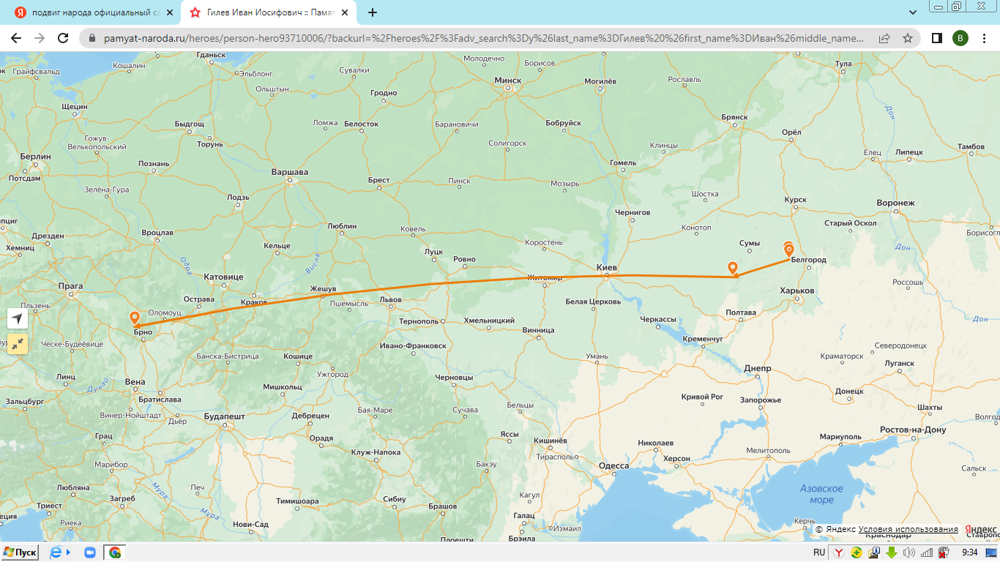 подвиг народа официальный са
Гилев Иван Иосифович :: Памят
pamyat-naroda.ru/heroes/person-hero93710006/?backurl=%2Fheroes%2F%3Fadv_search%3Dy%26last_name%3DГилев%20%26first_name%3DИван%26middle_name...
В
Гданьск
Кошалин
Грайфсвальд
Эльблонг
Сувалки
Молодечно
Борисов
Минск
Могилёв
Рославль
Тула
Ольштын
Гродно
Щецин
Быдгощ
Ломжа
Белосток
Барановичи
Бобруйск
Брянск
Дон
Гожув-
Велькопольский
Торунь
Солигорск
Клинцы
Орёл
Елец
Липецк
Тамбов
Берлин
Потсдам
Познань
Варшава
Брест
Пинск
Мозырь
Гомель
Зелёна-Гура
Лодзь
Шостка
Курск
Воронеж
Чернигов
Старый Оскол
Люблин
Ковель
Конотоп
Борисогл
Дрезден
Хемниц
Вроцлав
Кельце
Коростень
Сумы
Дон
Луцк
Ровно
Белгород
Одра
Висла
Киев
Катовице
Житомир
Россошь
Прага
Жешув
Харьков
Острава
Краков
Пшемысль
Львов
Белая Церковь
Пльзень
Оломоуц
Полтава
Тернополь
Хмельницкий
Черкассы
Дон
Брно
Винница
Ческе-Будеёвице
Кременчуг
Ивано-Франковск
Северодонецк
Банска-Бистрица
Кошице
Умань
Краматорск
Луганск
Ужгород
Днепр
Линц
Дунай
Вена
Черновцы
Мишкольц
Донецк
Братислава
Кривой Рог
Запорожье
Зальцбург
Бельцы
Шахты
Винер-Нойштадт
Дьёр
Будапешт
Дебрецен
Бая-Маре
Сучава
Волгод
Ростов-на-Дону
Грац
Орадя
Яссы
Кишинёв
Николаев
Мариуполь
Клуж-Напока
Тирасполь
Херсон
Мелитополь
Марибор
Бакэу
Одесса
Сальск
Любляна
Печ
Азовское
море
Загреб
Мура
Тимишоара
Сибиу
Кагул
Триест
Мура
Брашов
Риека
Нови-Сад
Галац
Измаил
Керчь
© Яндекс Условия использования
Яндекс
Плоешти
Брэила
Краснодар
Пуск
RU
9:34